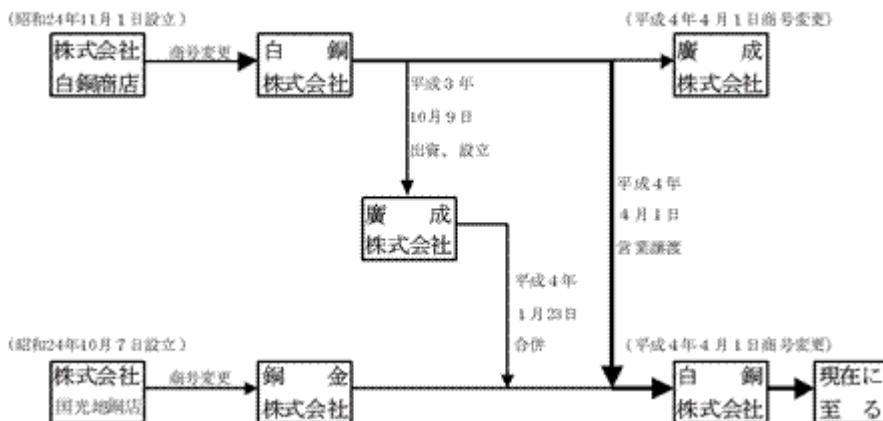 (昭和24年11月1日設立)
(平成4年4月1日商号変更)
株式会社
白銅商店
商号変更
白 銅
株式会社
廣 成
株式会社
平成3年
10月9日
出資、設立
平成4年
4月1日
営業譲渡
廣 成
株式会社
平成4年
1月23日
合併
(昭和24年10月7日設立)
(平成4年4月1日商号変更)
株式会社
国光地銅店
商号変更
銅 金
株式会社
白 銅
株式会社
現在に
至 る